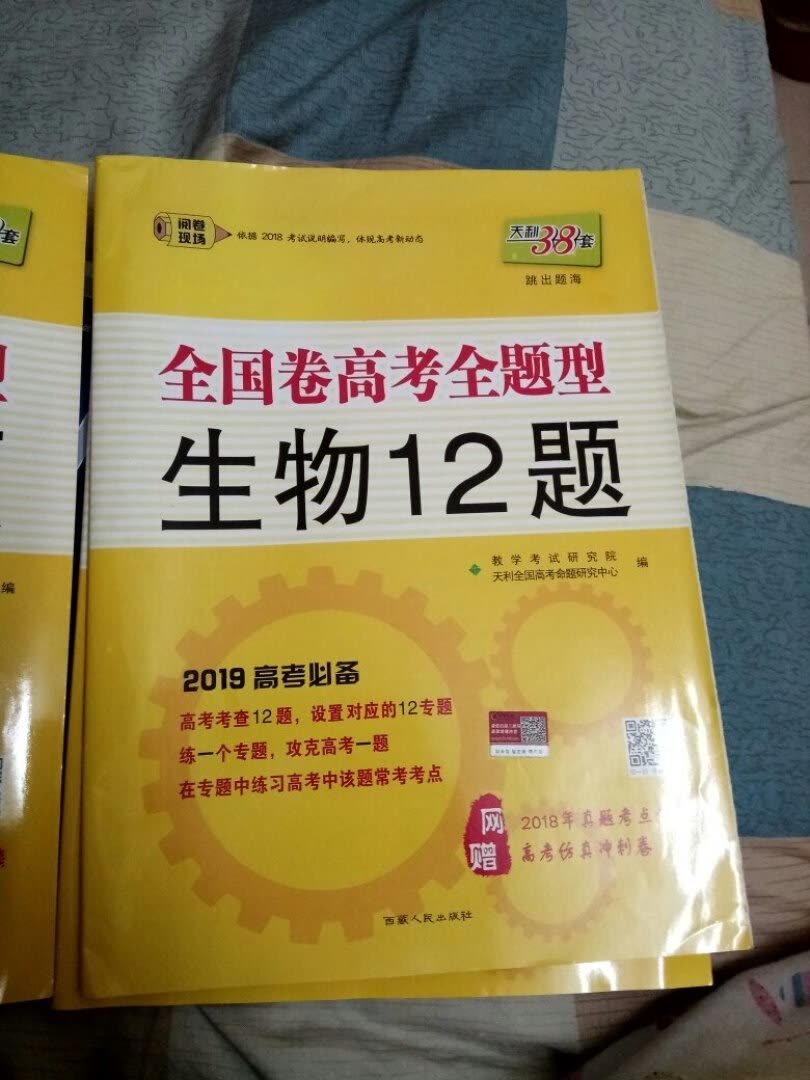 套
型
编
阅卷
现场
依据 2018 考试说明编写，体现高考新动态
天利38套
跳出题海
全国卷高考全题型
生物12题
教学考试研究院
天利全国高考命题研究中心
编
2019 高考必备
高考考查12题，设置对应的12专题
练一个专题，攻克高考一题
在专题中练习高考中该题常考考点
网赠
2018年真题考点
高考仿真冲刺卷
西藏人民出版社